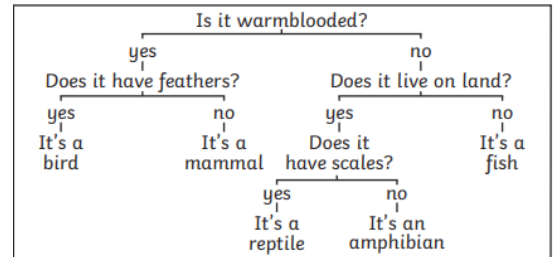 Is it warmblooded?
yes no
Does it have feathers? Does it live on land?
yes no yes no
It's a It's a Does it It's a
bird mammal have scales? fish
yes no
It's a It's an
reptile amphibian